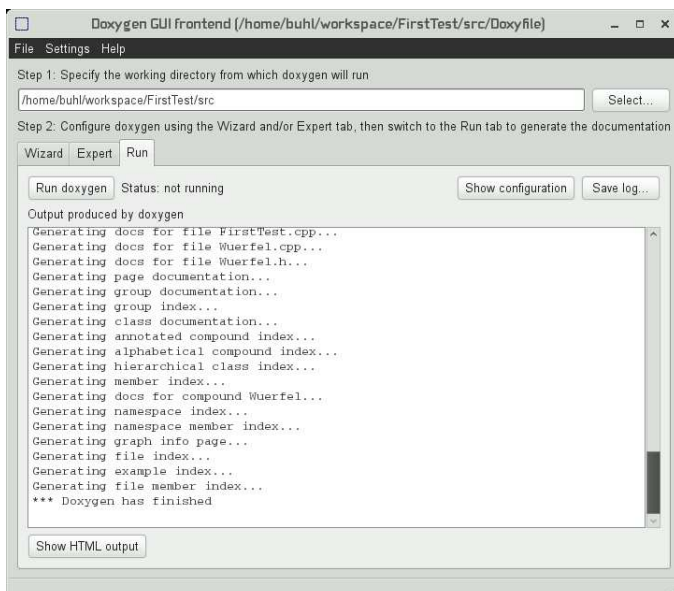 Doxygen GUI frontend (/home/buhl/workspace/FirstTest/src/Doxyfile)
File Settings Help
Step 1: Specify the working directory from which doxygen will run
/home/buhl/workspace/FirstTest/src Select...
Step 2: Configure doxygen using the Wizard and/or Expert tab, then switch to the Run tab to generate the documentation
Wizard Expert Run
Run doxygen Status: not running Show configuration Save log...
Output produced by doxygen
Generating docs for file FirstTest.cpp...
Generating docs for file Wuerfel.cpp...
Generating docs for file Wuerfel.h...
Generating page documentation...
Generating group documentation...
Generating group index...
Generating class documentation...
Generating annotated compound index...
Generating alphabetical compound index...
Generating hierarchical class index...
Generating member index...
Generating docs for compound Wuerfel...
Generating namespace index...
Generating namespace member index...
Generating graph info page...
Generating file index...
Generating example index...
Generating file member index...
*** Doxygen has finished
Show HTML output